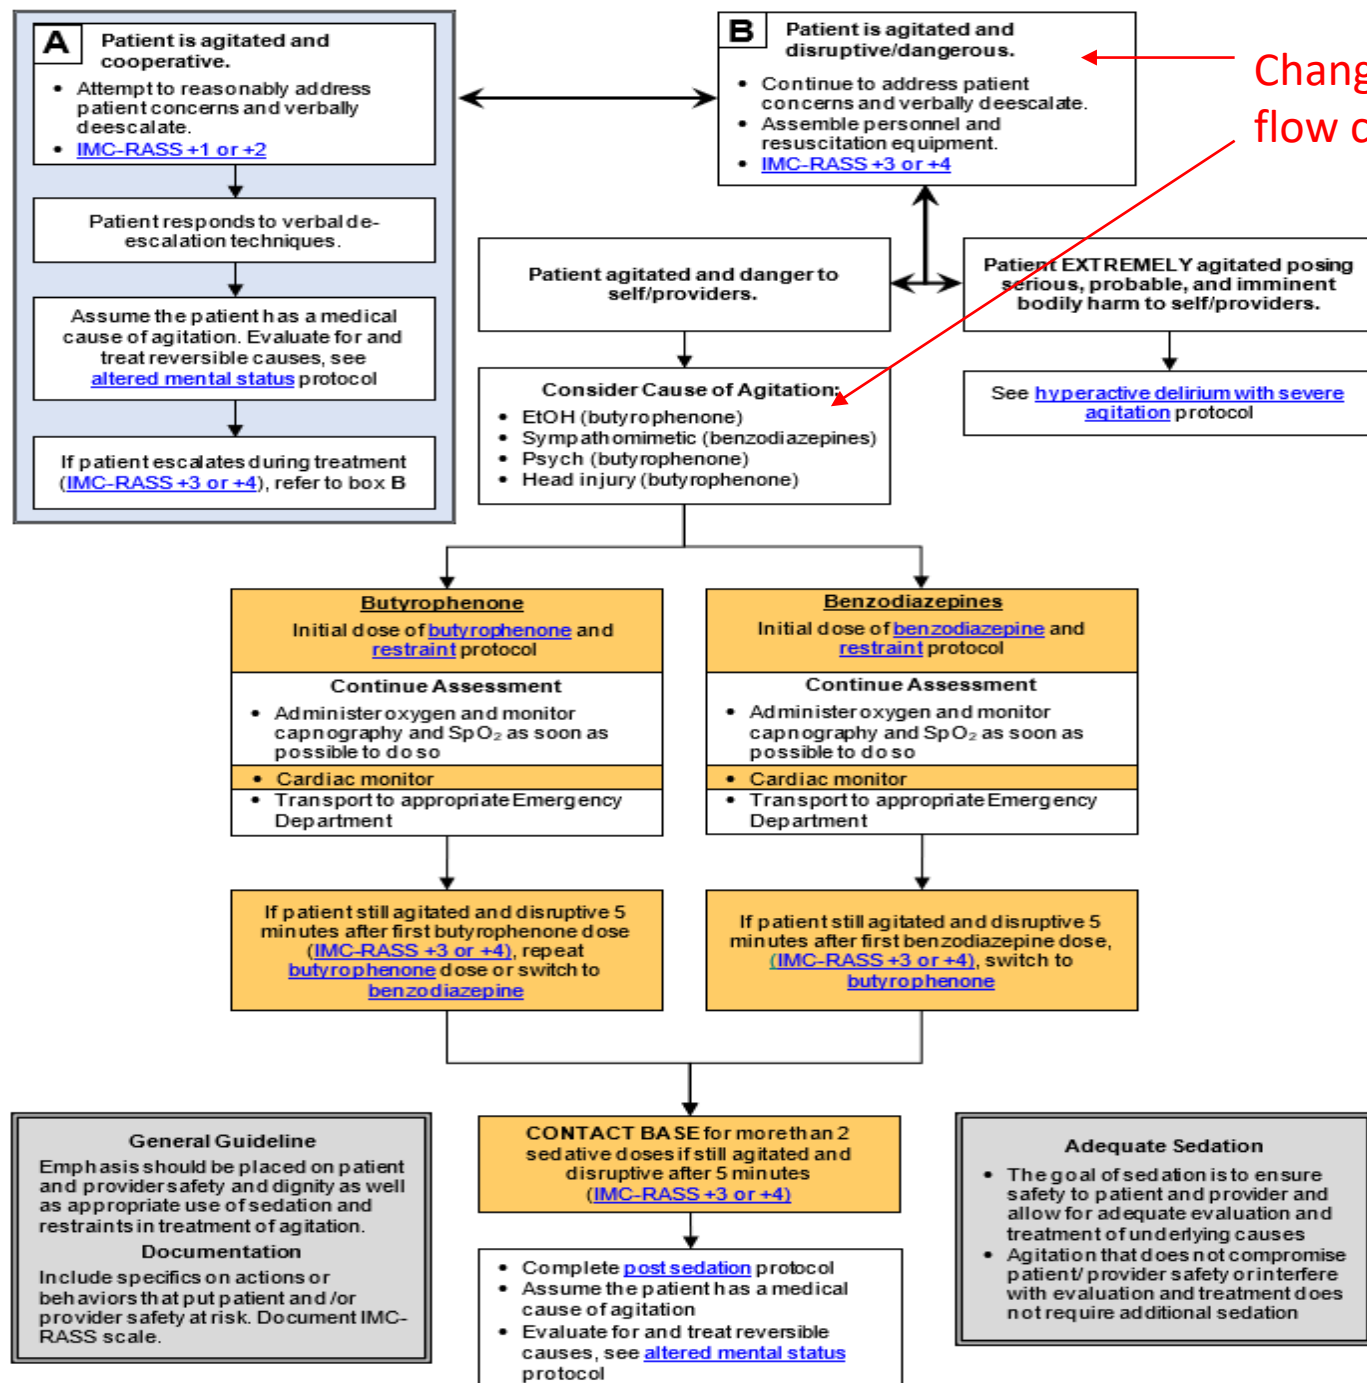 A
Patient is agitated and
cooperative.
• Attempt to reasonably address
patient concerns and verbally
deescalate.
• IMC-RASS +1 or +2
Patient responds to verbal de-
escalation techniques.
Assume the patient has a medical
cause of agitation. Evaluate for and
treat reversible causes, see
altered mental status protocol
If patient escalates during treatment
(IMC-RASS +3 or +4), refer to box B
B
Patient is agitated and
disruptive/dangerous.
• Continue to address patient
concerns and verbally deescalate.
• Assemble personnel and
resuscitation equipment.
• IMC-RASS +3 or +4
Chang
flow c
Patient agitated and danger to
self/providers.
Patient EXTREMELY agitated posing
serious, probable, and imminent
bodily harm to self/providers.
Consider Cause of Agitation:
• EtOH (butyrophenone)
• Sympathomimetic (benzodiazepines)
• Psych (butyrophenone)
• Head injury (butyrophenone)
See hyperactive delirium with severe
agitation protocol
Butyrophenone
Initial dose of butyrophenone and
restraint protocol
Continue Assessment
• Administer oxygen and monitor
capnography and SpO₂ as soon as
possible to do so
• Cardiac monitor
• Transport to appropriate Emergency
Department
If patient still agitated and disruptive 5
minutes after first butyrophenone dose
(IMC-RASS +3 or +4), repeat
butyrophenone dose or switch to
benzodiazepine
Benzodiazepines
Initial dose of benzodiazepine and
restraint protocol
Continue Assessment
• Administer oxygen and monitor
capnography and SpO₂ as soon as
possible to do so
• Cardiac monitor
• Transport to appropriate Emergency
Department
If patient still agitated and disruptive 5
minutes after first benzodiazepine dose,
(IMC-RASS +3 or +4), switch to
butyrophenone
General Guideline
Emphasis should be placed on patient
and provider safety and dignity as well
as appropriate use of sedation and
restraints in treatment of agitation.
Documentation
Include specifics on actions or
behaviors that put patient and /or
provider safety at risk. Document IMC-
RASS scale.
CONTACT BASE for more than 2
sedative doses if still agitated and
disruptive after 5 minutes
(IMC-RASS +3 or +4)
• Complete post sedation protocol
• Assume the patient has a medical
cause of agitation
• Evaluate for and treat reversible
causes, see altered mental status
protocol
Adequate Sedation
• The goal of sedation is to ensure
safety to patient and provider and
allow for adequate evaluation and
treatment of underlying causes
• Agitation that does not compromise
patient/ provider safety or interfere
with evaluation and treatment does
not require additional sedation